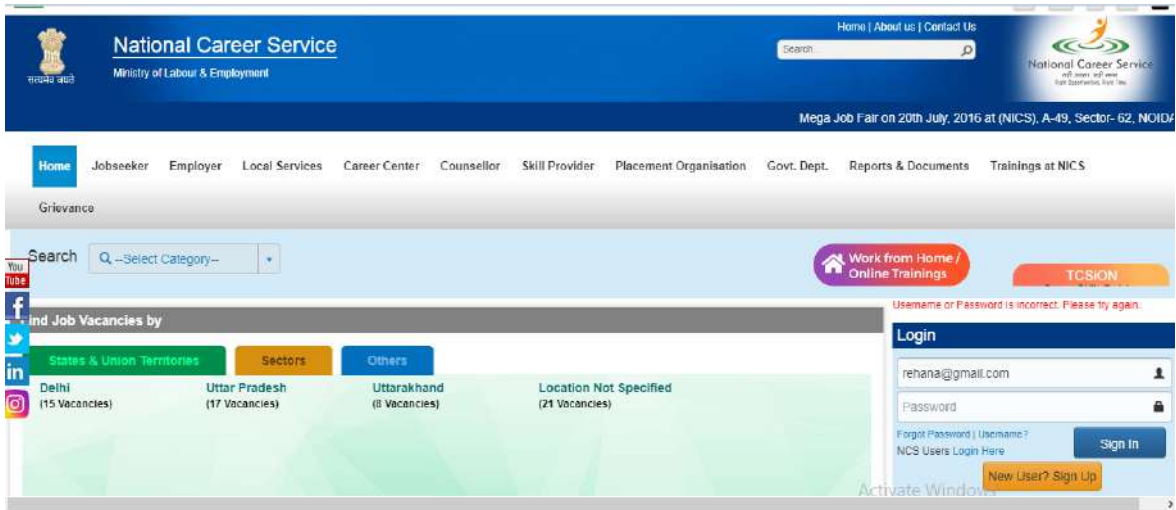 National Career Service
Ministry of Labour & Employment
सत्यमेव जयते
Home | About us | Contact Us
Search..
National Career Service
Mega Job Fair on 20th July, 2016 at (NICS), A-49, Sector- 62, NOIDA
Home Jobseeker Employer Local Services Career Center Counsellor Skill Provider Placement Organisation Govt. Dept. Reports & Documents Trainings at NICS
Grievance
Search --Select Category--
Work from Home /
Online Trainings
TCSiON
You
Tube
ind Job Vacancies by
States & Union Territories Sectors Others
Delhi Uttar Pradesh Uttarakhand Location Not Specified
(15 Vacancies) (17 Vacancies) (8 Vacancies) (21 Vacancies)
in
Username or Password is incorrect. Please try again.
Login
rehana@gmail.com
Password
Forgot Password | Username?
NCS Users Login Here
Sign In
New User? Sign Up
Activate Windows